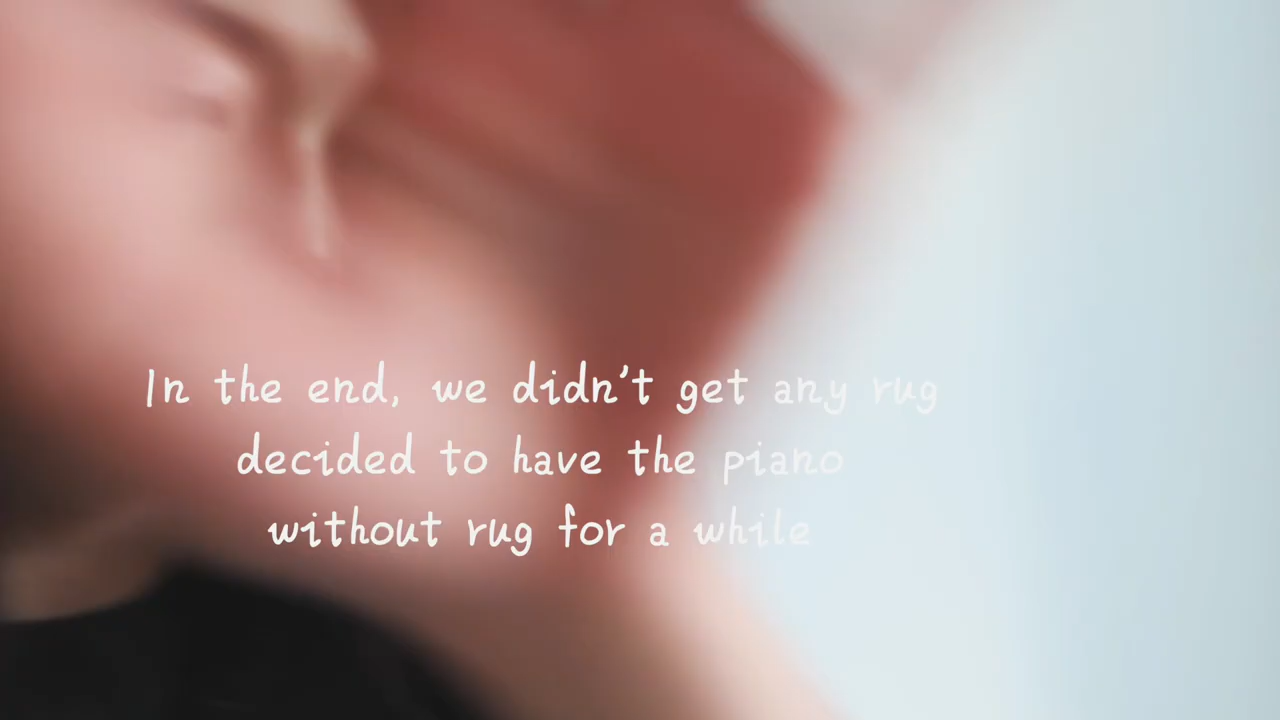 In the end, we didn't get any rug
decided to have the piano
without rug for a while